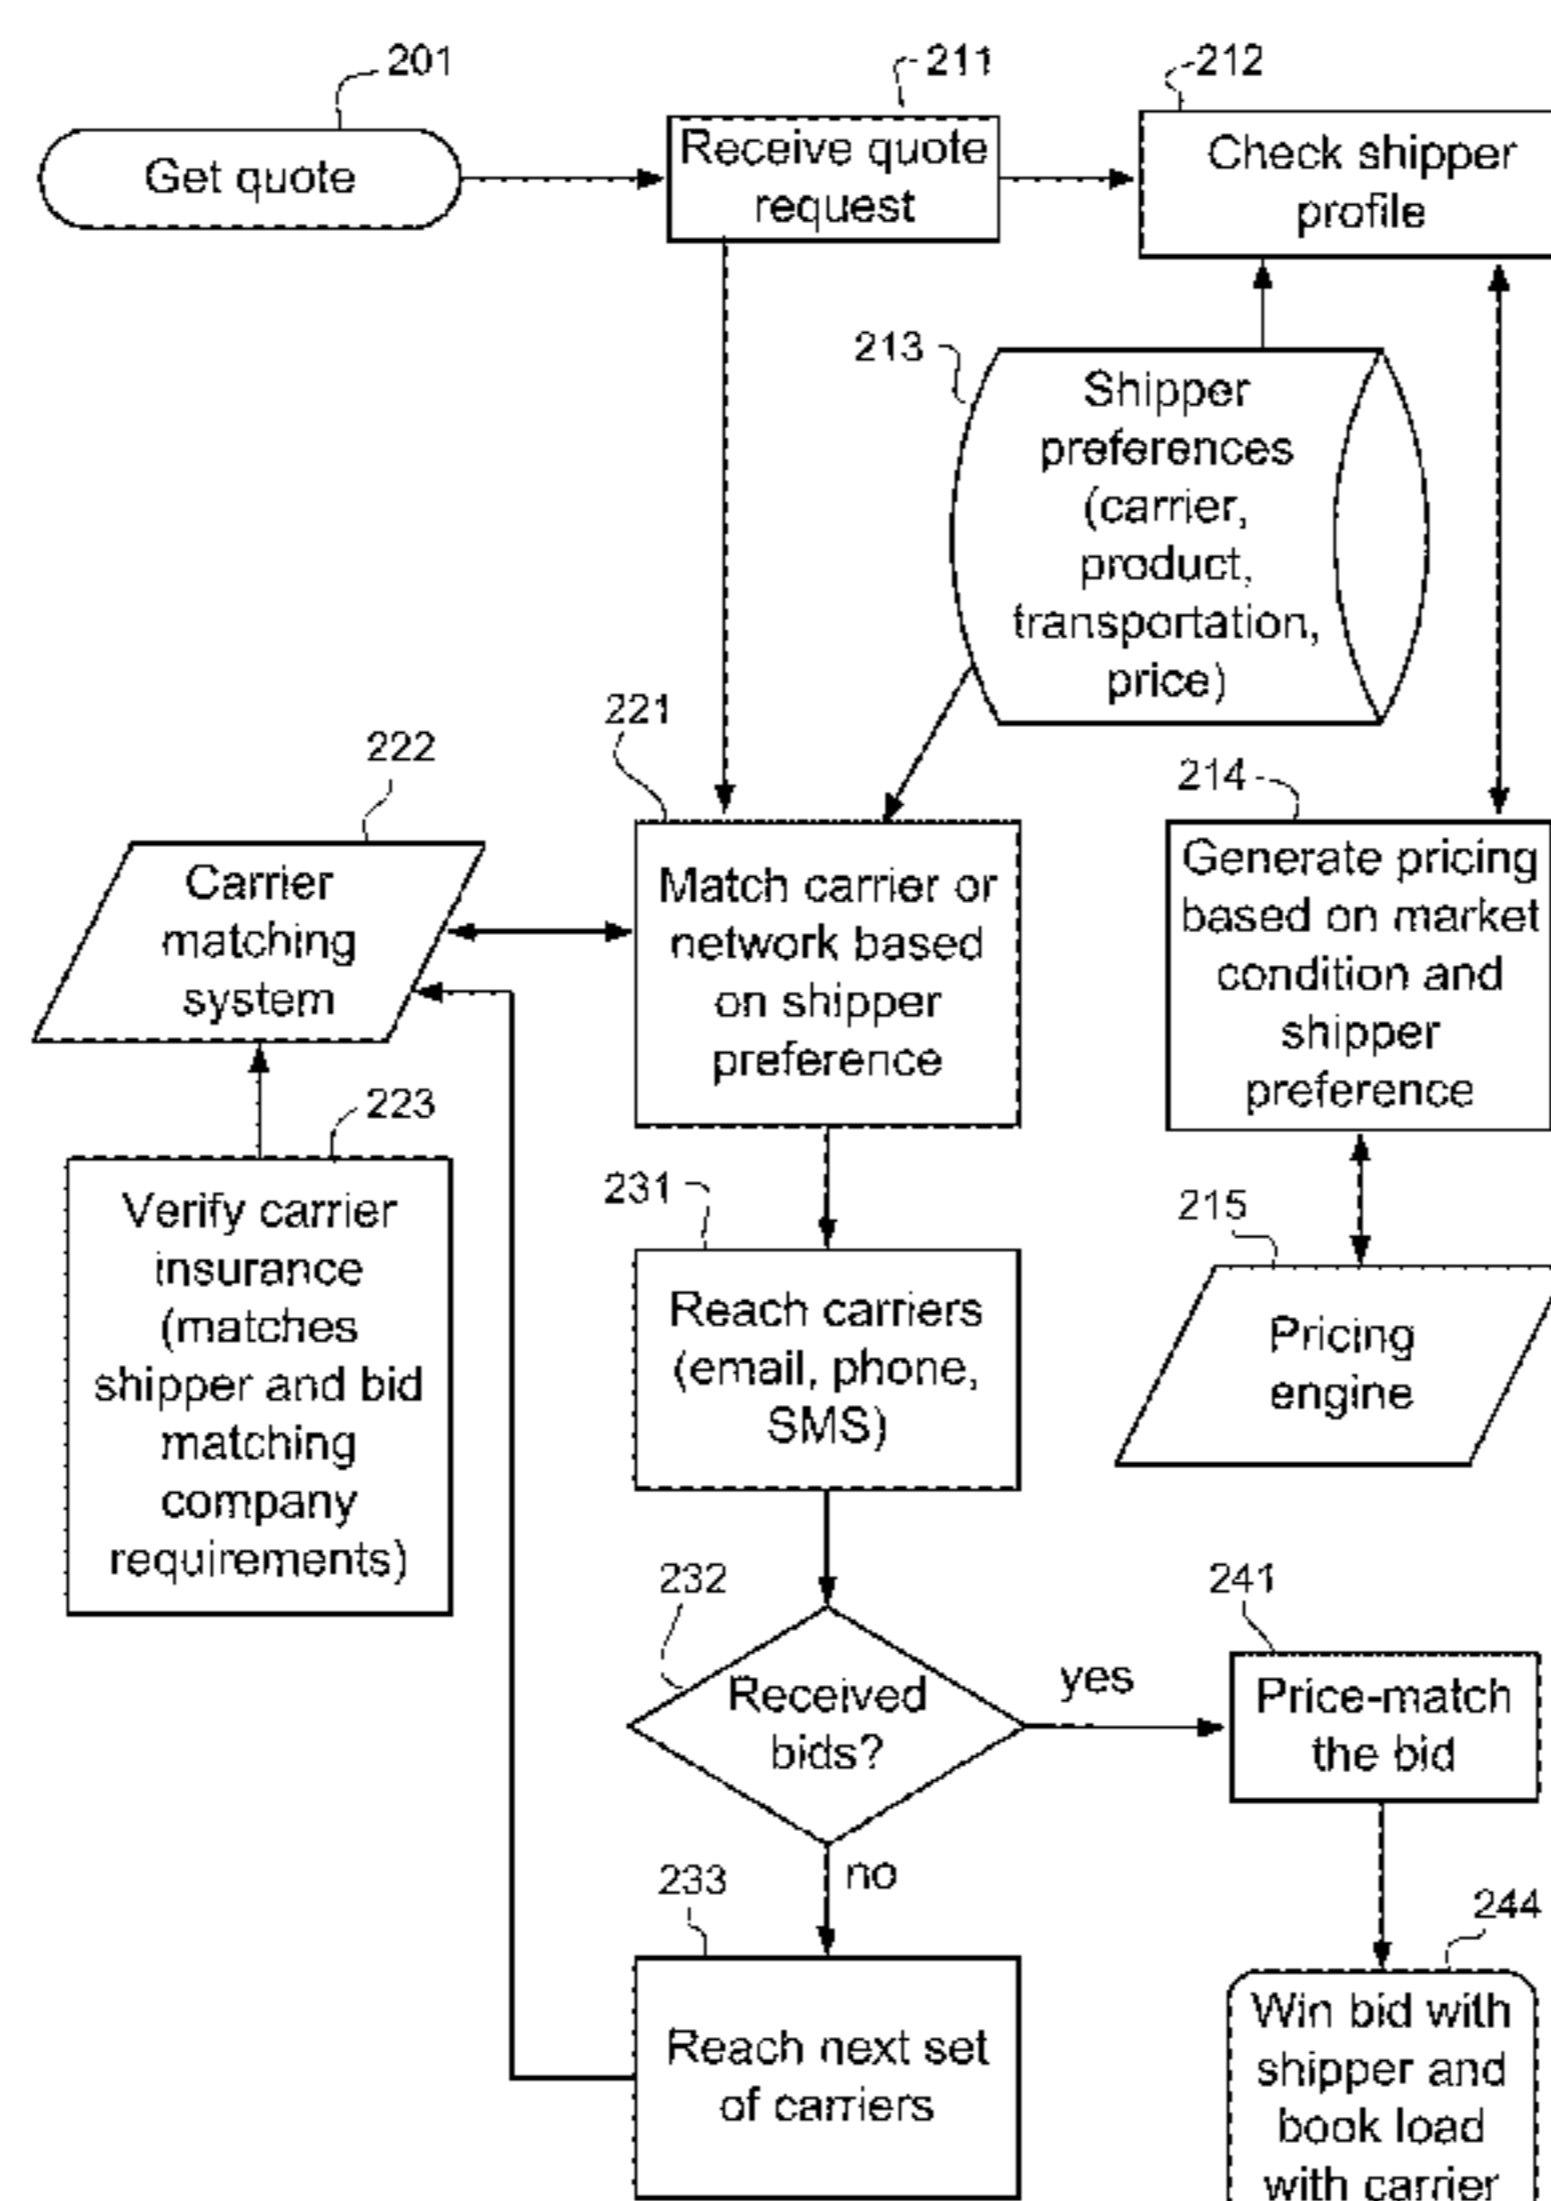 201
Get quote
211
Receive quote
request
212
Check shipper
profile
213
Shipper
preferences
(carrier,
product,
transportation,
price)
221
Match carrier or
network based
on shipper
preference
222
Carrier
matching
system
214
Generate pricing
based on market
condition and
shipper
preference
223
Verify carrier
insurance
(matches
shipper and bid
matching
company
requirements)
231
Reach carriers
(email, phone,
SMS)
215
Pricing
engine
232
Received
bids?
yes
241
Price-match
the bid
no
233
Reach next set
of carriers
244
Win bid with
shipper and
book load
with carrier